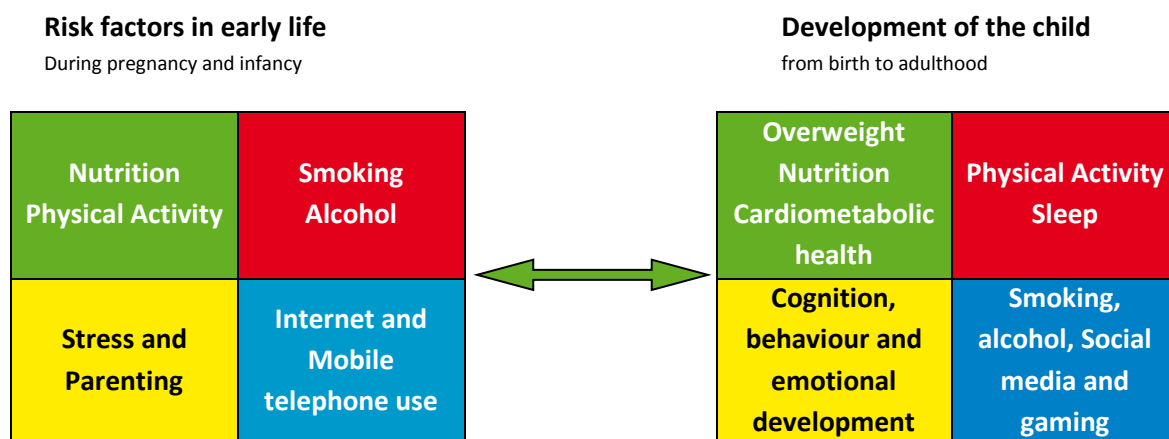 Risk factors in early life
During pregnancy and infancy
Nutrition
Physical Activity
Smoking
Alcohol
Stress and
Parenting
Internet and
Mobile
telephone use
Development of the child
from birth to adulthood
Overweight
Nutrition
Cardiometabolic
health
Physical Activity
Sleep
Cognition,
behaviour and
emotional
development
Smoking,
alcohol, Social
media and
gaming